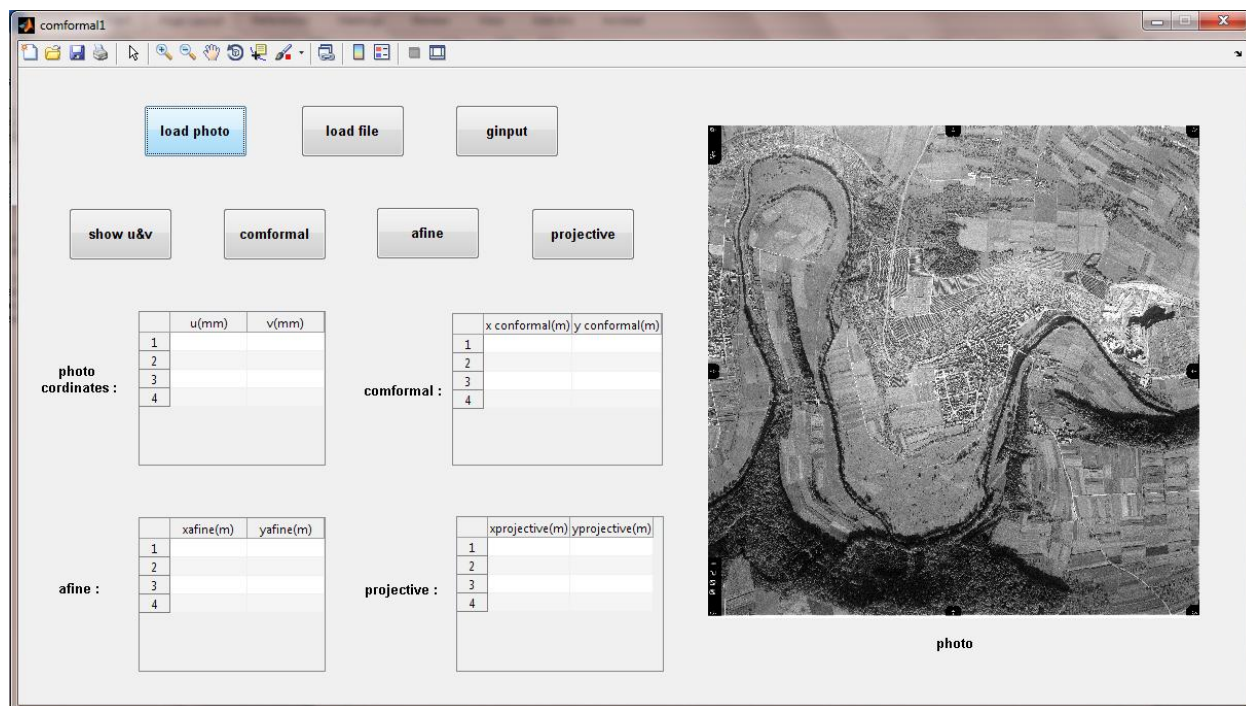 comformal1
load photo
load file
ginput
show u&v
comformal
afine
projective
photo
cordinates :
u(mm) v(mm)
1
2
3
4
comformal :
x conformal(m) y conformal(m)
1
2
3
4
afine :
xafine(m) yafine(m)
1
2
3
4
projective :
xprojective(m) yprojective(m)
1
2
3
4
photo